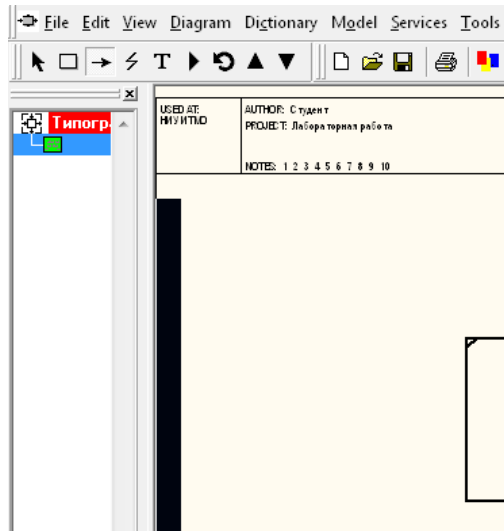 File Edit View Diagram Dictionary Model Services Tools
T
Типогр
USED AT:
НИУ ИТМО
AUTHOR: Студент
PROJECT: Лабораторная работа
NOTES: 1 2 3 4 5 6 7 8 9 10